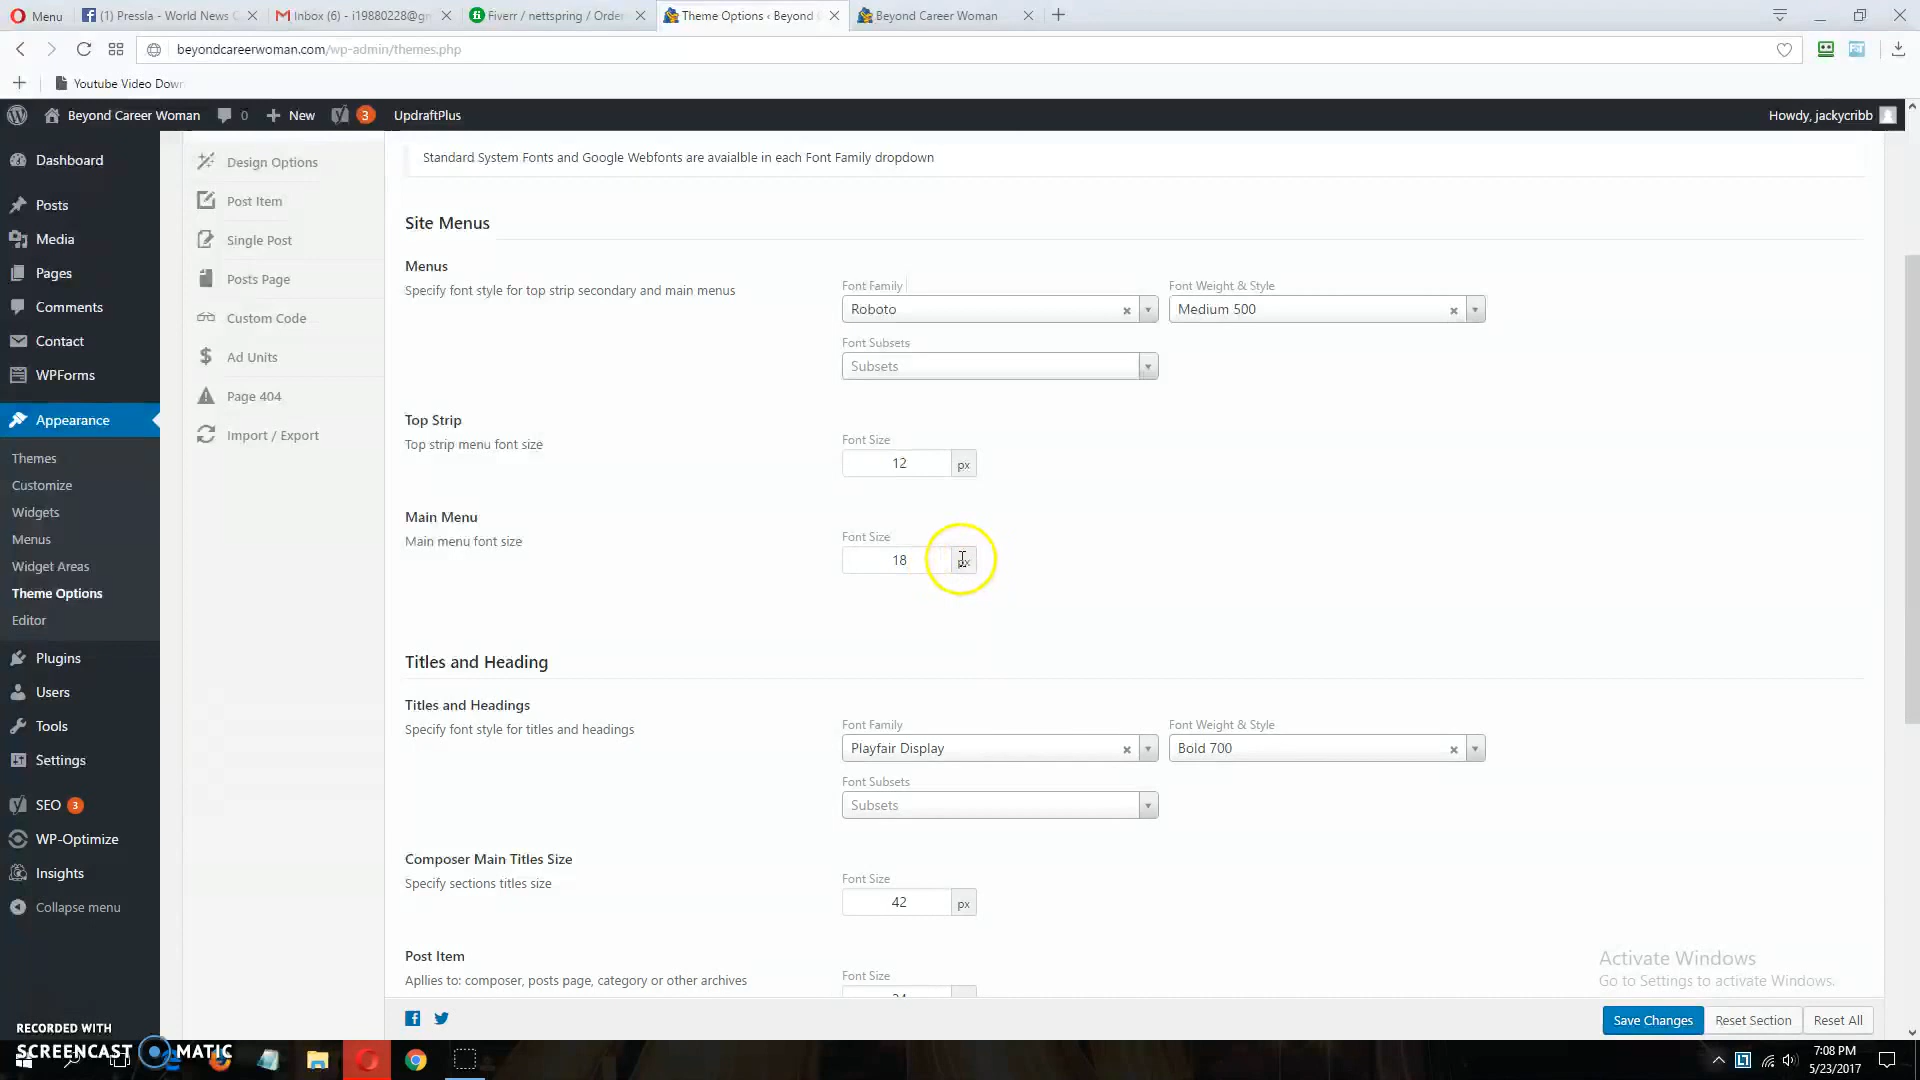 Menu
(1) Pressla - World News C
Inbox (6) - i19880228@gm
Fiverr / nettspring / Order
Theme Options ‹ Beyond
Beyond Career Woman
beyondcareerwoman.com/wp-admin/themes.php
Youtube Video Down
Beyond Career Woman
0
New
3
UpdraftPlus
Howdy, jackycribb
Dashboard
Posts
Media
Pages
Comments
Contact
WPForms
Appearance
Themes
Customize
Widgets
Menus
Widget Areas
Theme Options
Editor
Plugins
Users
Tools
Settings
SEO 3
WP-Optimize
Insights
Collapse menu
Design Options
Post Item
Single Post
Posts Page
Custom Code
Ad Units
Page 404
Import / Export
Standard System Fonts and Google Webfonts are avaialble in each Font Family dropdown
Site Menus
Menus
Specify font style for top strip secondary and main menus
Font Family
Font Weight & Style
Roboto
Medium 500
Font Subsets
Subsets
Top Strip
Top strip menu font size
Font Size
12 px
Main Menu
Main menu font size
Font Size
18 px
Titles and Heading
Titles and Headings
Specify font style for titles and headings
Font Family
Font Weight & Style
Playfair Display
Bold 700
Font Subsets
Subsets
Composer Main Titles Size
Specify sections titles size
Font Size
42 px
Post Item
Apllies to: composer, posts page, category or other archives
Font Size
Activate Windows
Go to Settings to activate Windows.
Save Changes
Reset Section
Reset All
RECORDED WITH
SCREENCAST MATIC
7:08 PM
5/23/2017